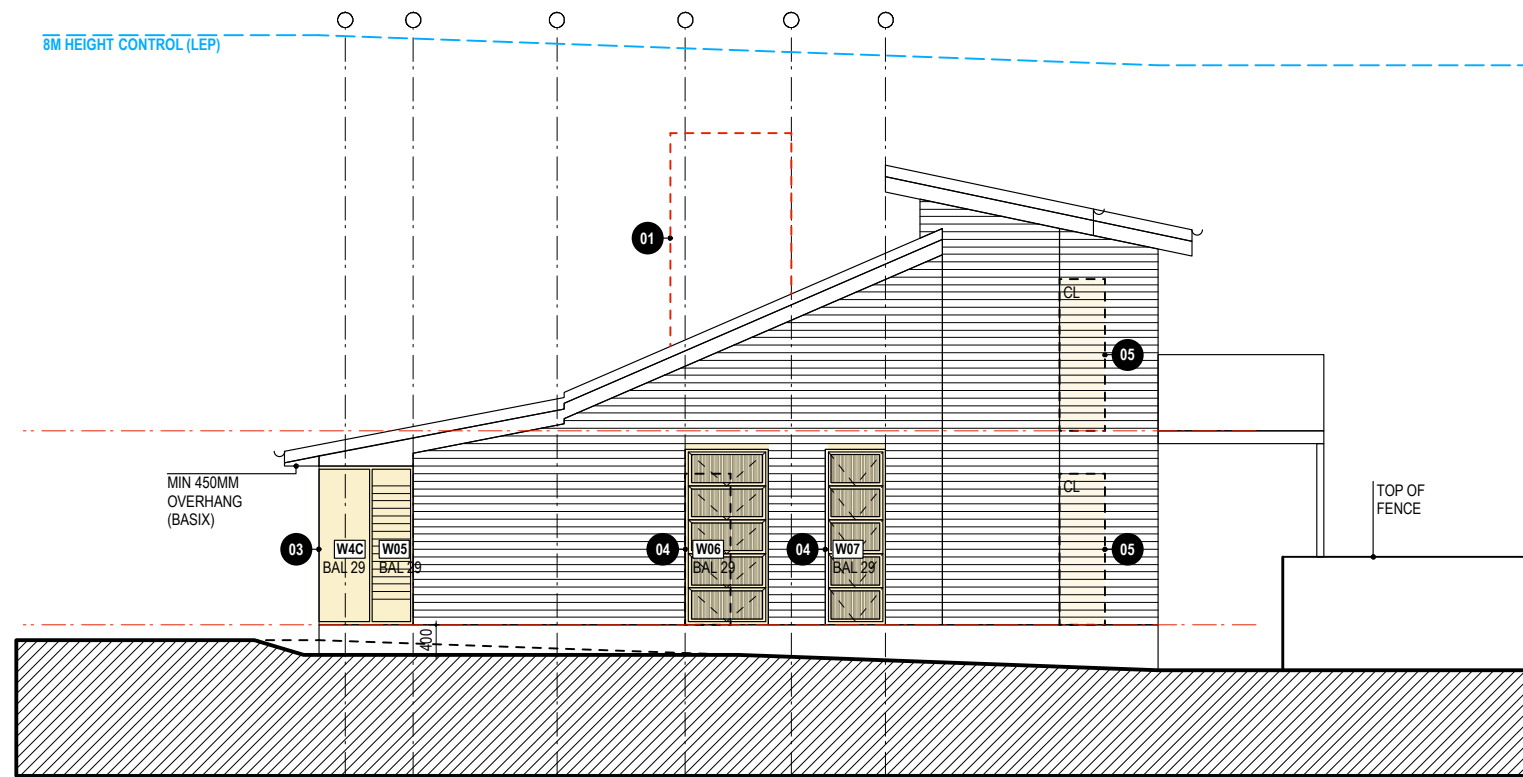 8M HEIGHT CONTROL (LEP)
01
CL
05
MIN 450MM
OVERHANG
(BASIX)
CL
TOP OF
FENCE
03
W4C
W05
04
W06
04
W07
05
BAL 29
BAL 29
BAL 29
BAL 29
400